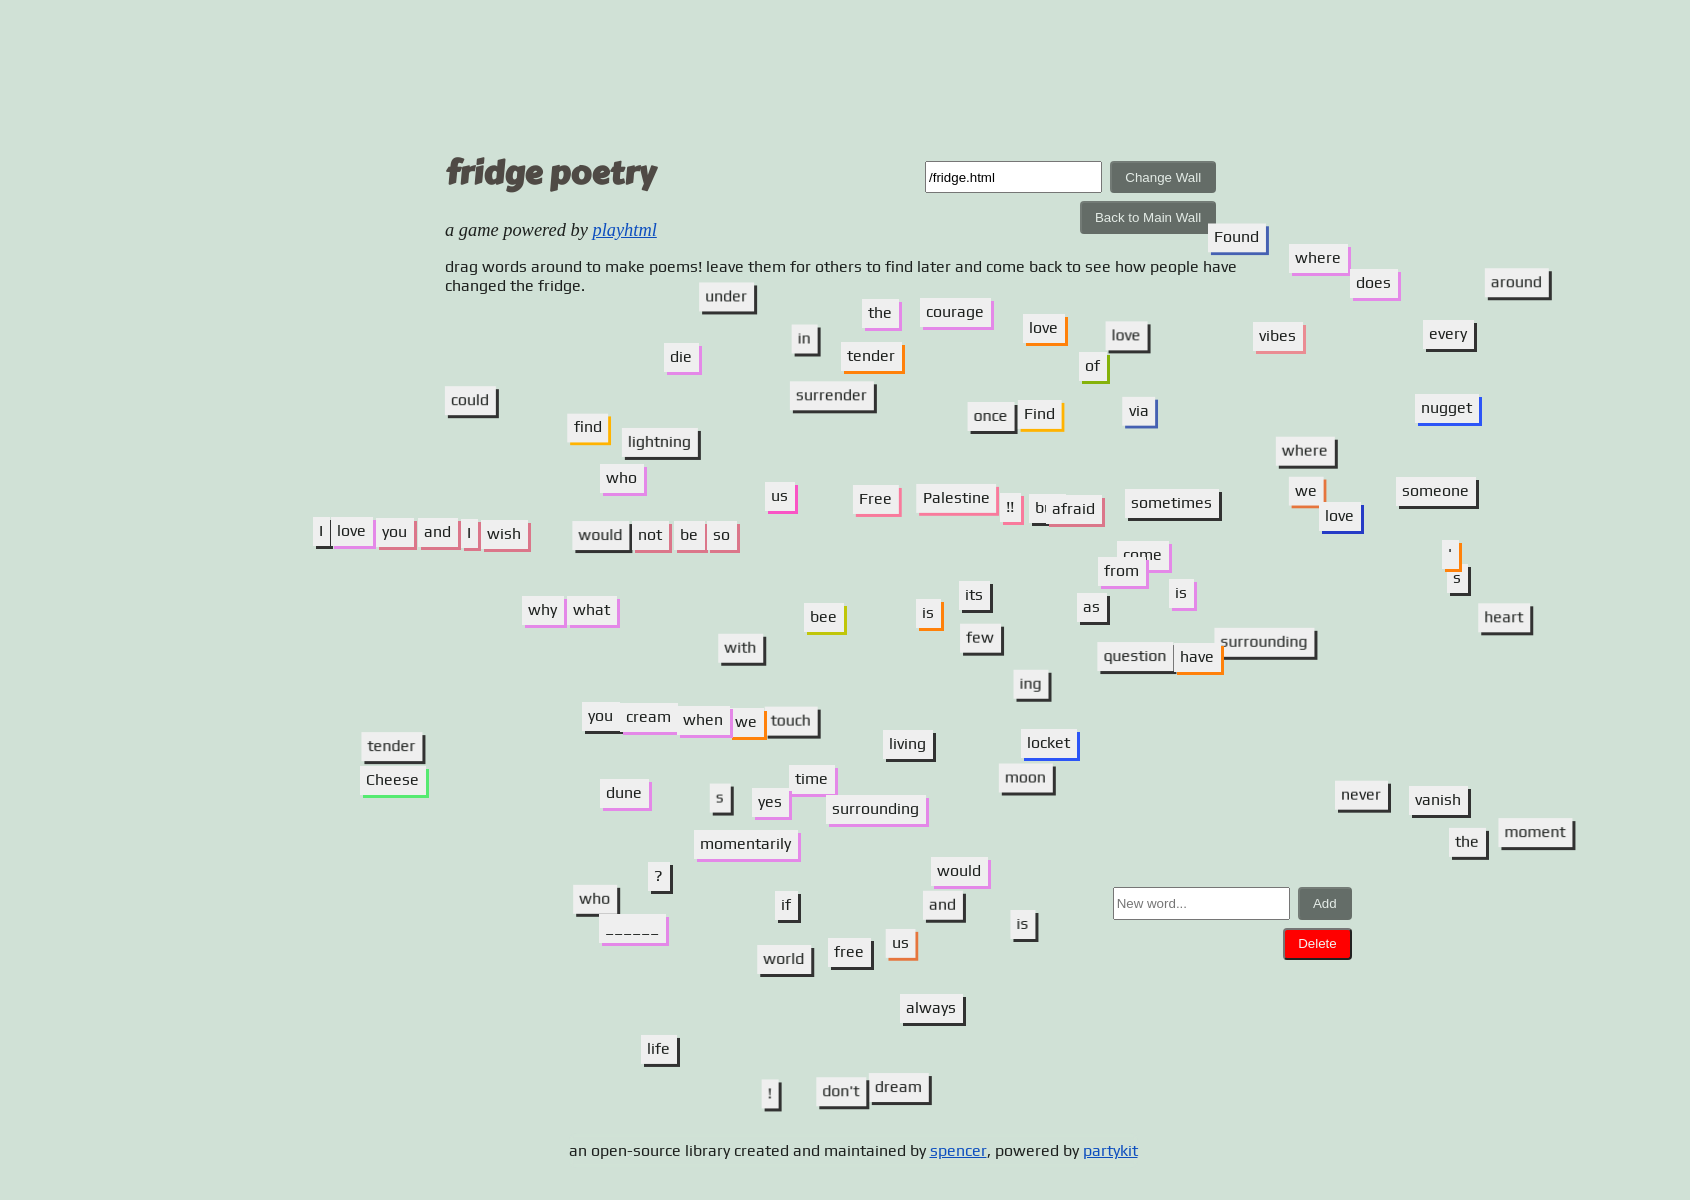 fridge poetry
/fridge.html
Change Wall
Back to Main Wall
a game powered by playhtml
Found
where
drag words around to make poems! leave them for others to find later and come back to see how people have
changed the fridge.
does
around
under
the
courage
in
love
love
vibes
every
die
tender
of
could
surrender
once
Find
via
nugget
find
lightning
where
who
us
Free
Palestine
!!
afraid
sometimes
we
someone
love
I love you and I wish
would not be so
come
from
'
s
is
why what
bee
is
its
as
heart
with
few
question have
surrounding
ing
you cream when we touch
tender
living
locket
Cheese
time
moon
dune
s
yes
surrounding
never
vanish
momentarily
the
moment
?
would
who
if
and
New word...
Add
______
is
us
Delete
world
free
always
life
!
don't dream
an open-source library created and maintained by spencer, powered by partykit